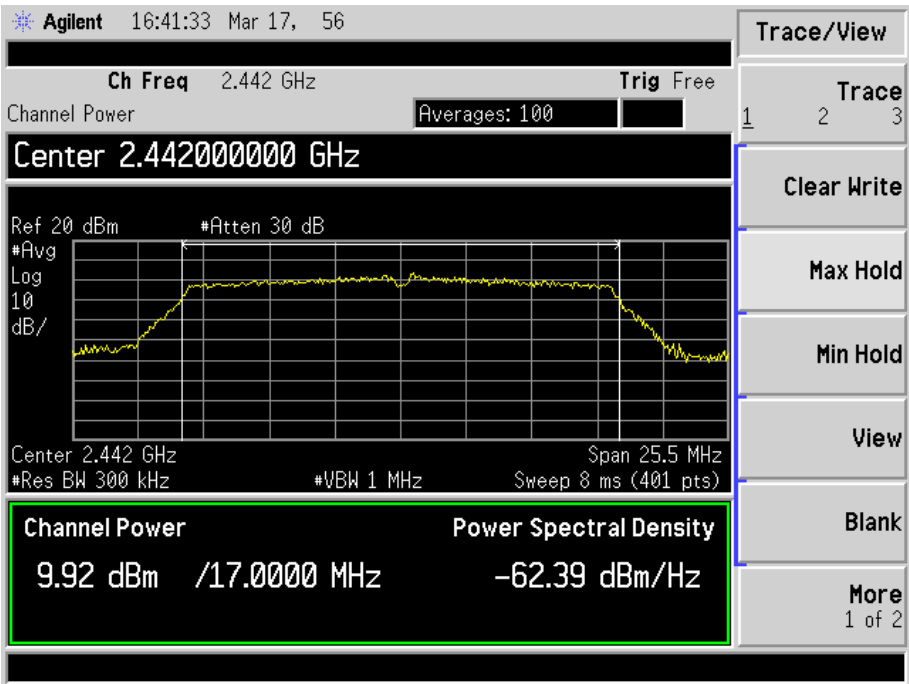 Agilent 16:41:33 Mar 17, 56
Ch Freq 2.442 GHz Trig Free
Channel Power Averages: 100
Center 2.442000000 GHz
Ref 20 dBm #Atten 30 dB
#Avg
Log
10
dB/
Center 2.442 GHz Span 25.5 MHz
#Res BW 300 kHz #VBW 1 MHz Sweep 8 ms (401 pts)
Channel Power Power Spectral Density
9.92 dBm /17.0000 MHz -62.39 dBm/Hz
Trace/View
Trace
1 2 3
Clear Write
Max Hold
Min Hold
View
Blank
More
1 of 2